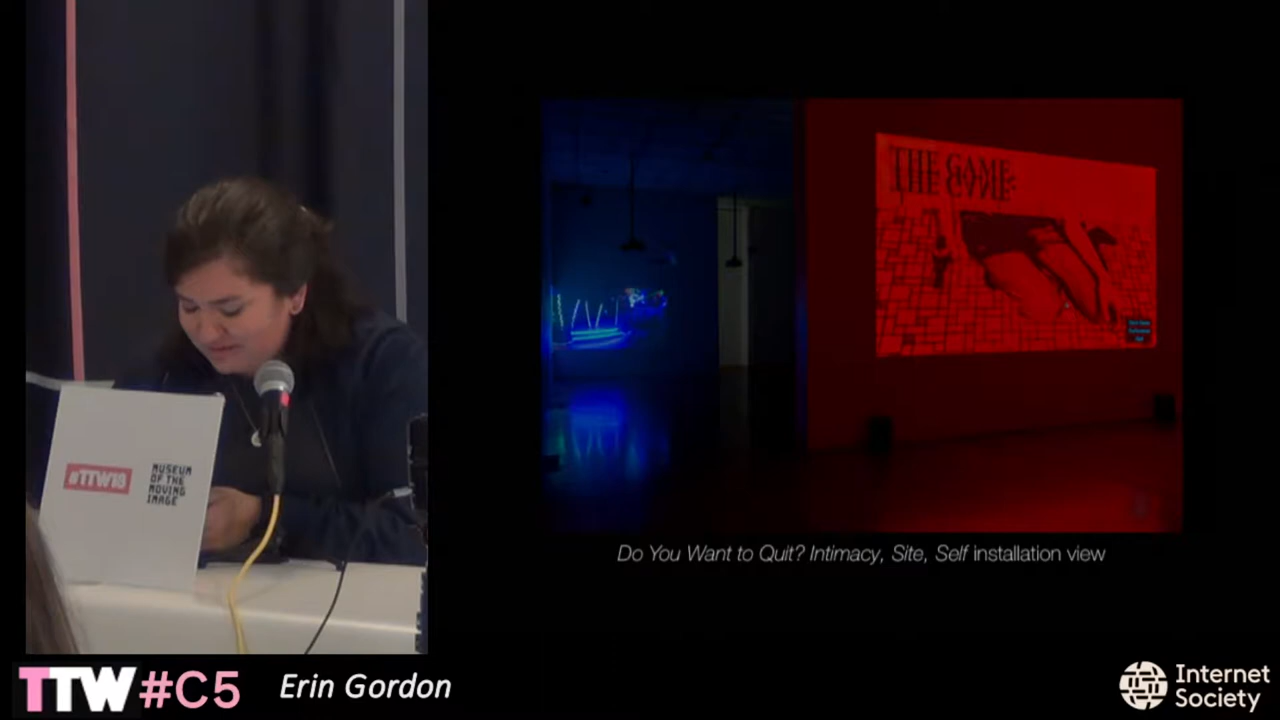 THE GAME
#TTW18
MUSEUM
OF THE
MOVING
IMAGE
Do You Want to Quit? Intimacy, Site, Self installation view
TTW #C5
Erin Gordon
Internet
Society